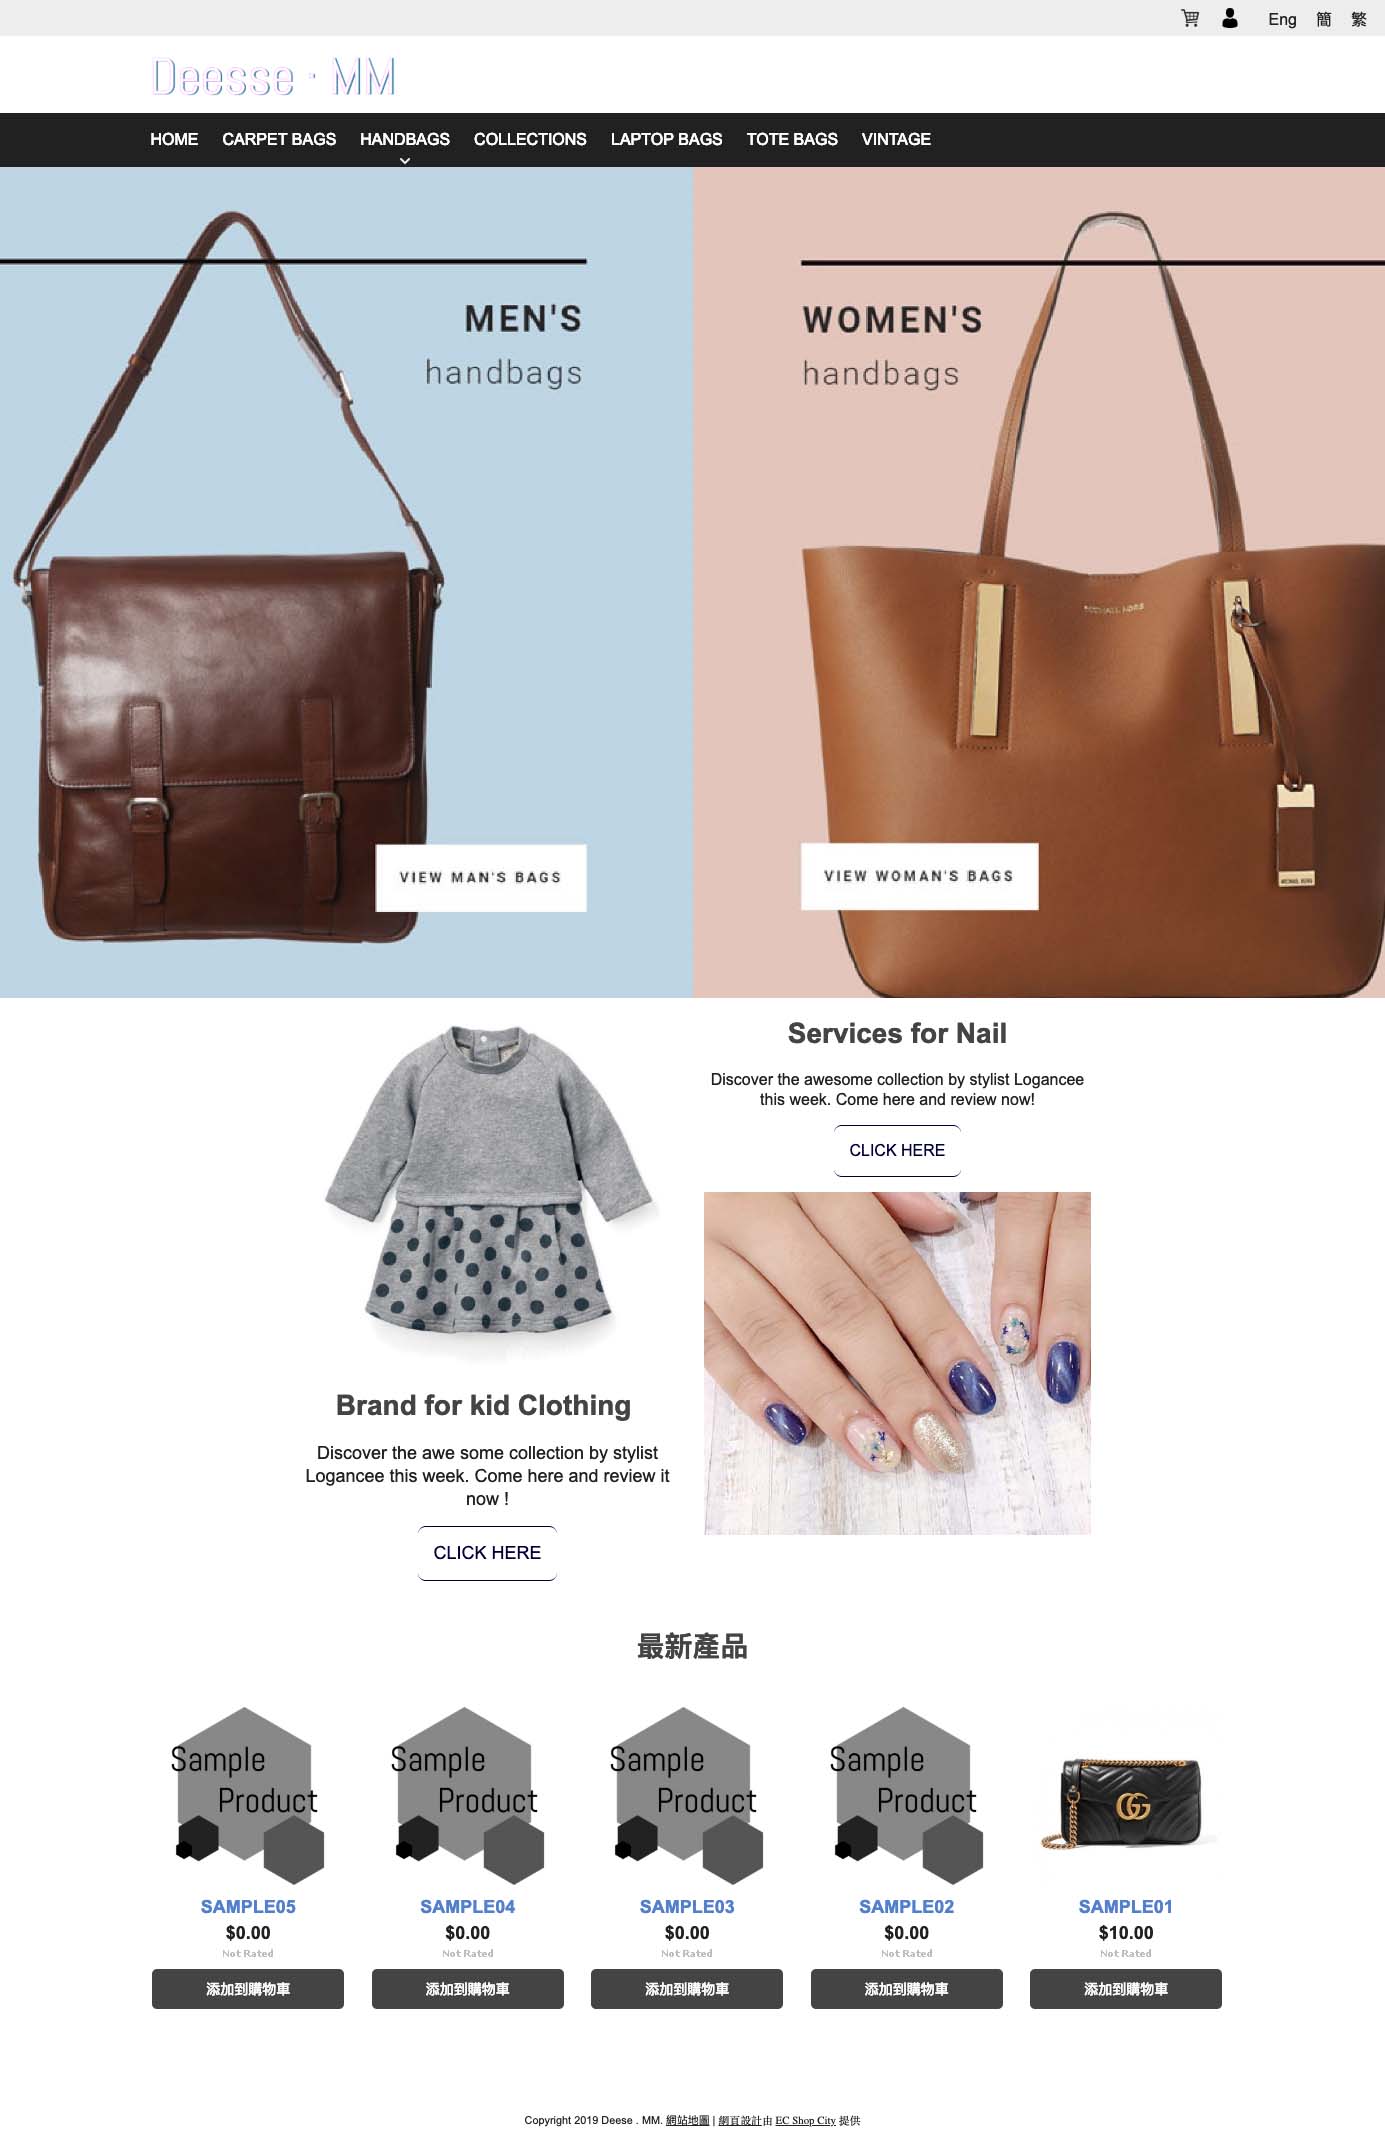 Eng 簡 繁
Deesse · MM
HOME CARPET BAGS HANDBAGS COLLECTIONS LAPTOP BAGS TOTE BAGS VINTAGE
MEN'S
handbags
VIEW MAN'S BAGS
WOMEN'S
handbags
MICHAEL KORS
MICHAEL KORS
VIEW WOMAN'S BAGS
Brand for kid Clothing
Discover the awe some collection by stylist
Logancee this week. Come here and review it
now !
CLICK HERE
Services for Nail
Discover the awesome collection by stylist Logancee
this week. Come here and review now!
CLICK HERE
最新產品
Sample
Product
SAMPLE05
$0.00
Not Rated
添加到購物車
Sample
Product
SAMPLE04
$0.00
Not Rated
添加到購物車
Sample
Product
SAMPLE03
$0.00
Not Rated
添加到購物車
Sample
Product
SAMPLE02
$0.00
Not Rated
添加到購物車
GG
SAMPLE01
$10.00
Not Rated
添加到購物車
Copyright 2019 Deese . MM. 網站地圖 | 網頁設計由 EC Shop City 提供